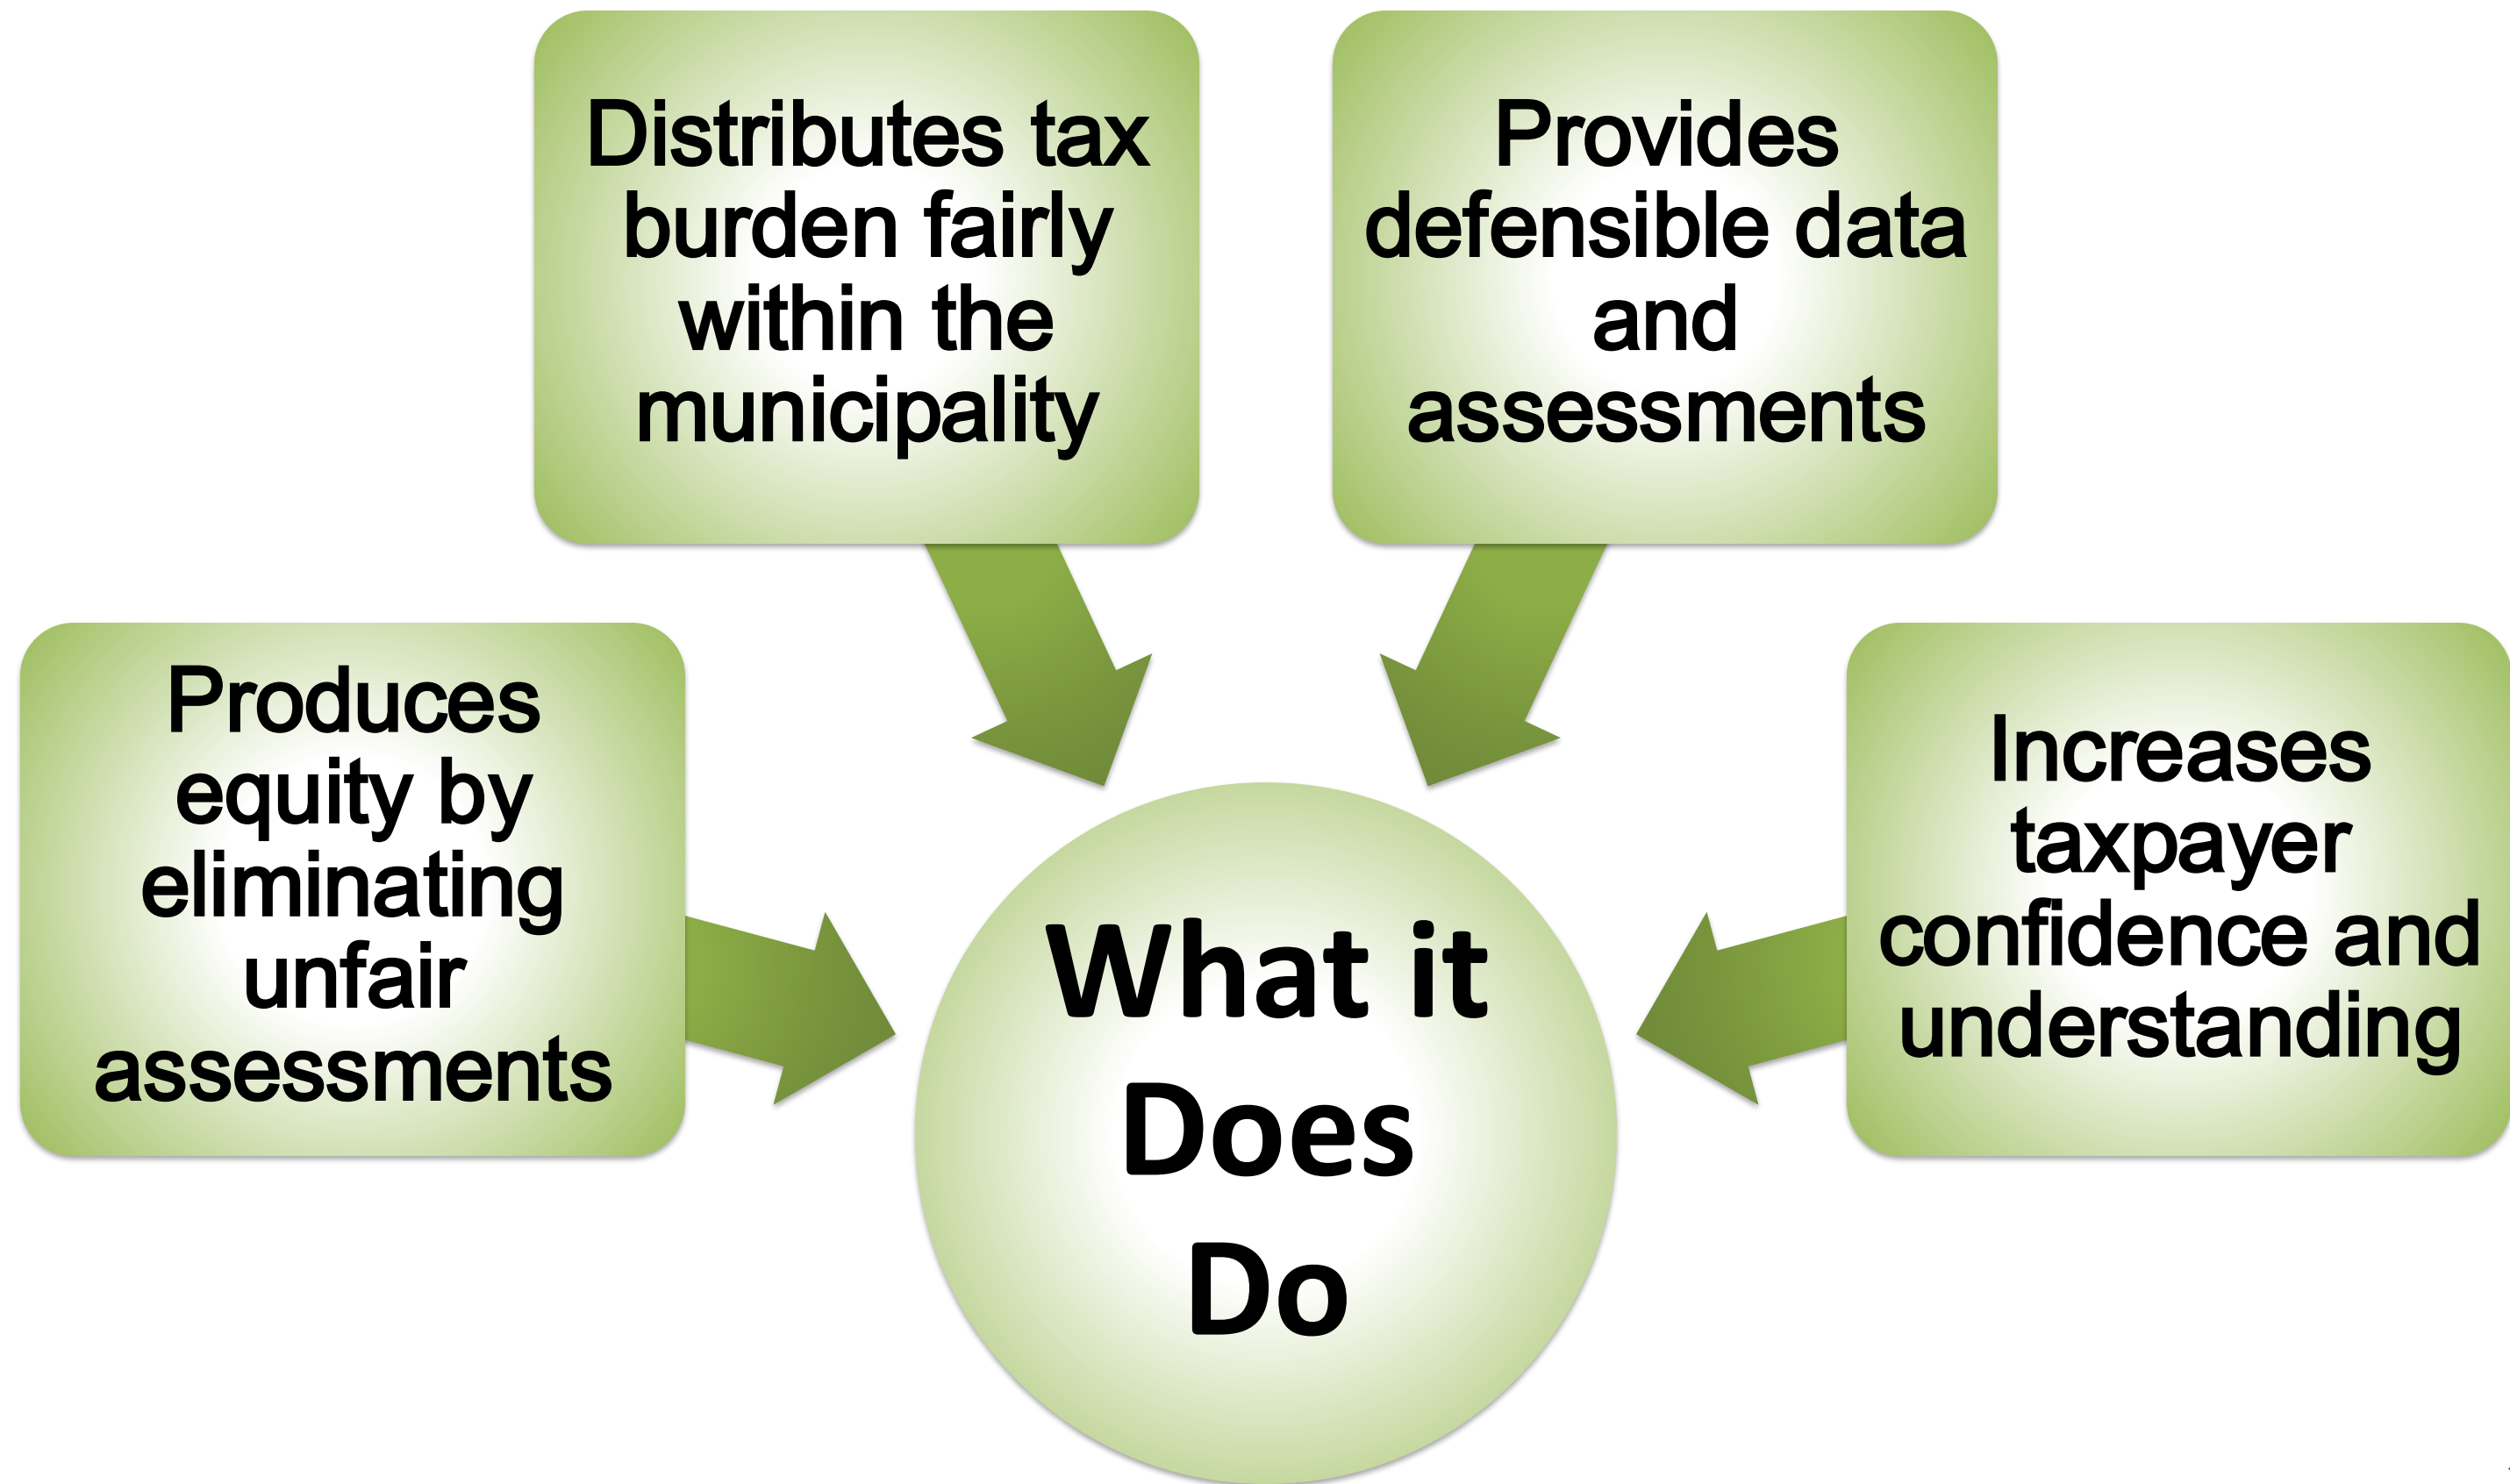 Distributes tax
burden fairly
within the
municipality
Provides
defensible data
and
assessments
Produces
equity by
eliminating
unfair
assessments
Increases
taxpayer
confidence and
understanding
What it
Does
Do